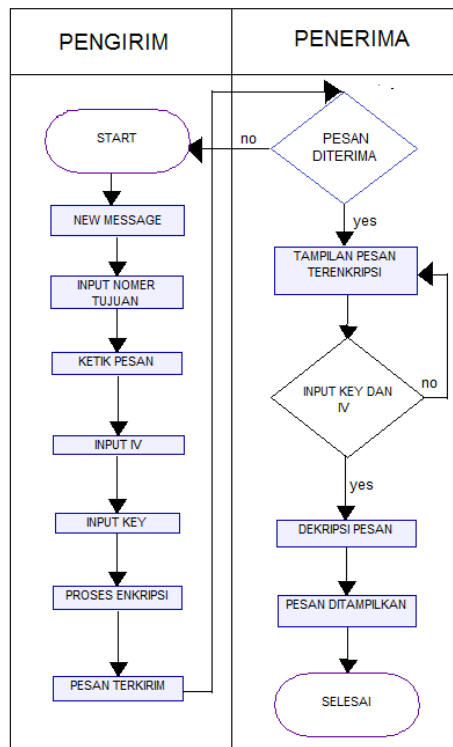 PENGIRIM
START
NEW MESSAGE
INPUT NOMER
TUJUAN
KETIK PESAN
INPUT IV
INPUT KEY
PROSES ENKRIPSI
PESAN TERKIRIM
PENERIMA
PESAN
DITERIMA
no
yes
TAMPILAN PESAN
TERENKRIPSI
INPUT KEY DAN
IV
no
yes
DEKRIPSI PESAN
PESAN DITAMPILKAN
SELESAI